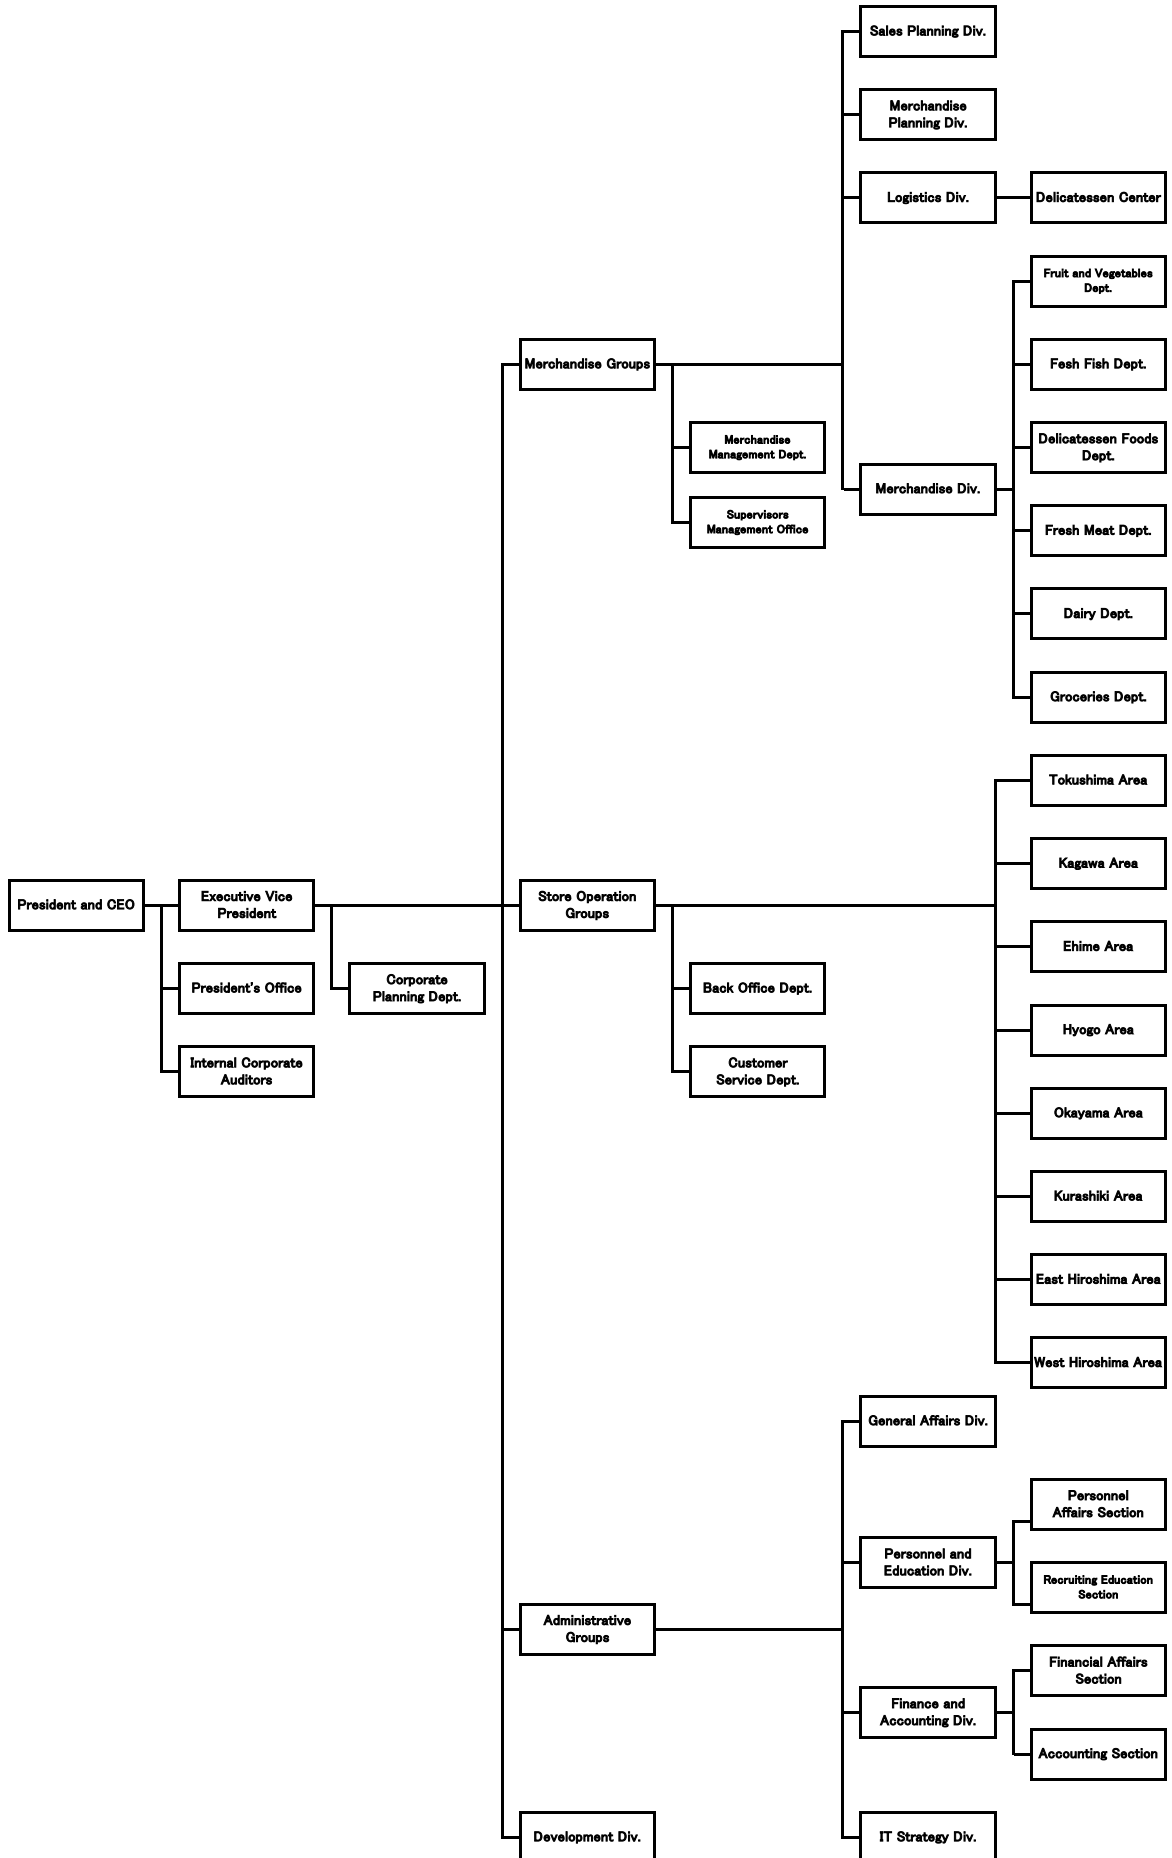 Sales Planning Div.
Merchandise
Planning Div.
Logistics Div.
Delicatessen Center
Fruit and Vegetables
Dept.
Merchandise Groups
Fesh Fish Dept.
Merchandise
Management Dept.
Delicatessen Foods
Dept.
Merchandise Div.
Supervisors
Management Office
Fresh Meat Dept.
Dairy Dept.
Groceries Dept.
Tokushima Area
Kagawa Area
President and CEO
Executive Vice
President
Store Operation
Groups
Ehime Area
President's Office
Corporate
Planning Dept.
Back Office Dept.
Hyogo Area
Internal Corporate
Auditors
Customer
Service Dept.
Okayama Area
Kurashiki Area
East Hiroshima Area
West Hiroshima Area
General Affairs Div.
Personnel
Affairs Section
Personnel and
Education Div.
Recruiting Education
Section
Administrative
Groups
Financial Affairs
Section
Finance and
Accounting Div.
Accounting Section
Development Div.
IT Strategy Div.